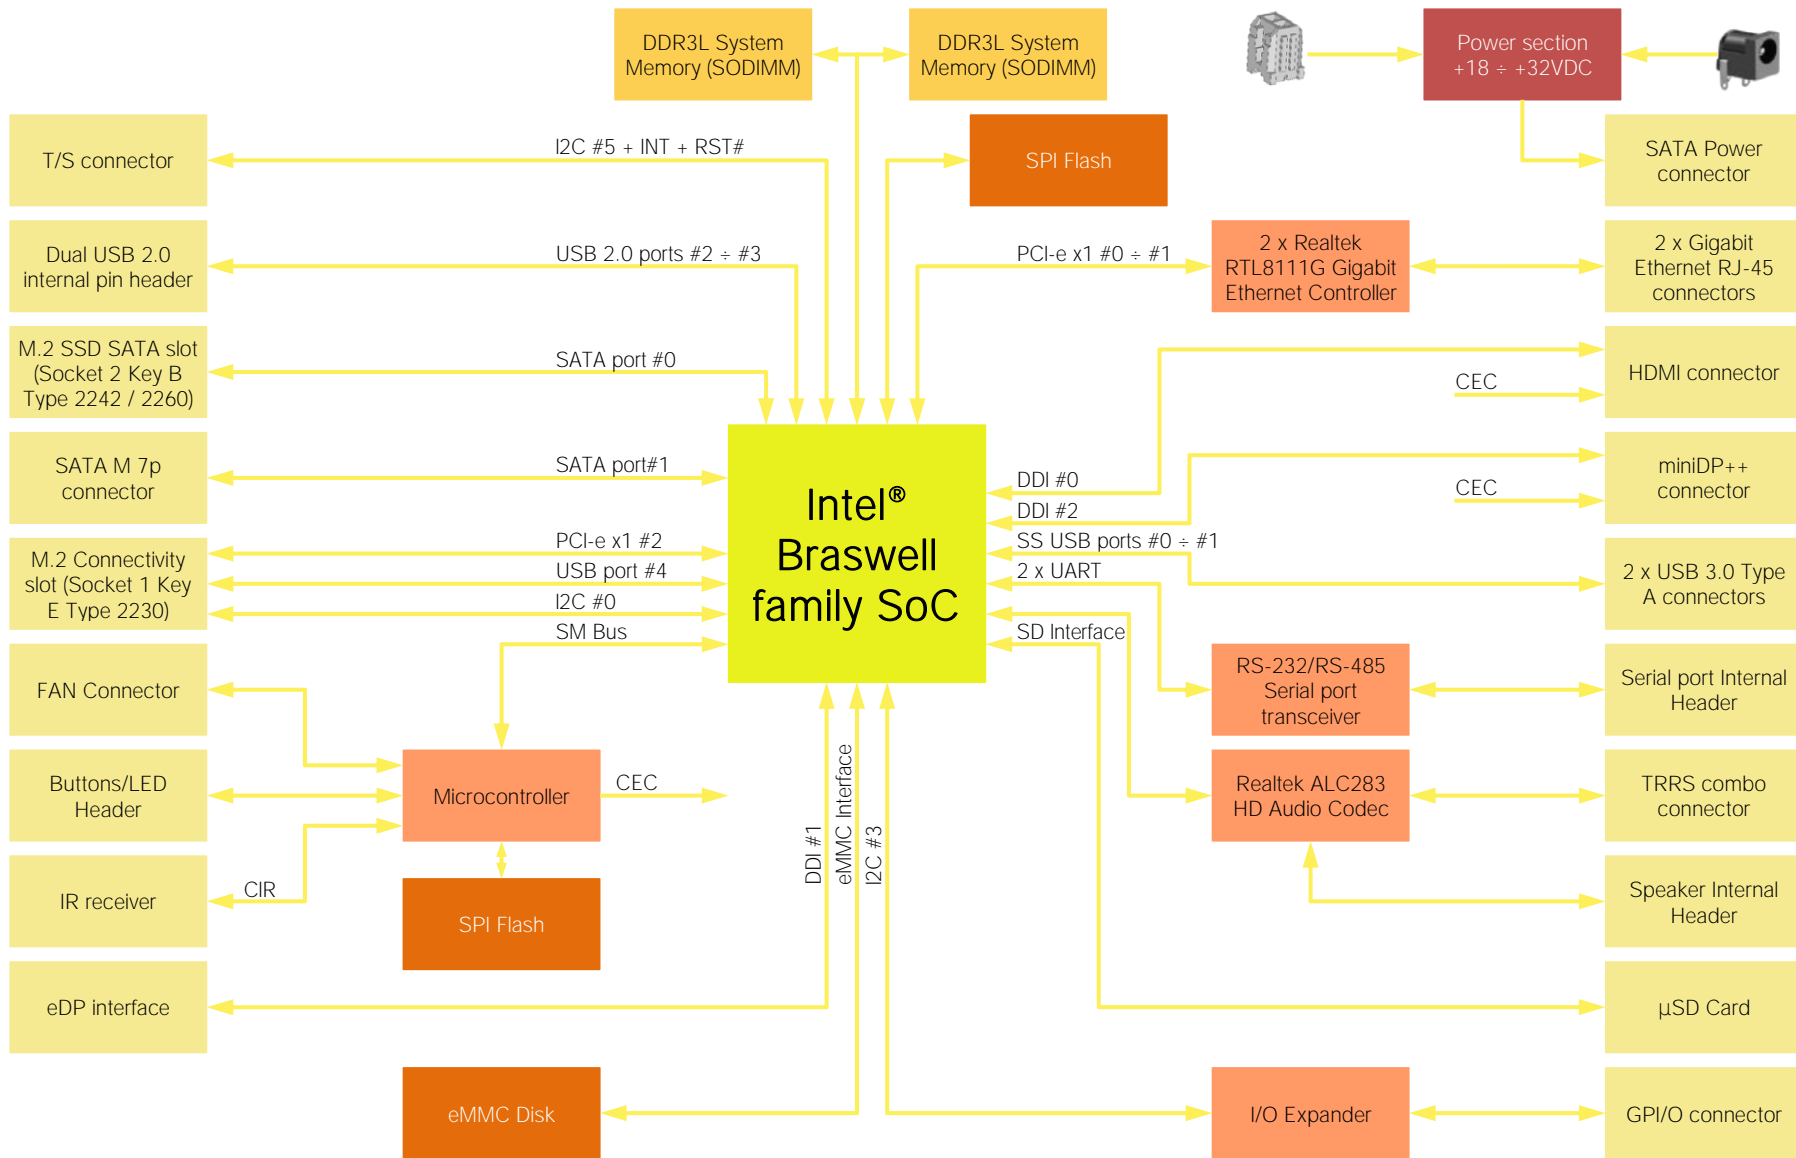 DDR3L System
Memory (SODIMM)
DDR3L System
Memory (SODIMM)
Power section
+18 ÷ +32VDC
T/S connector
I2C #5 + INT + RST#
SPI Flash
SATA Power
connector
Dual USB 2.0
internal pin header
USB 2.0 ports #2 ÷ #3
PCI-e x1 #0 ÷ #1
2 x Realtek
RTL8111G Gigabit
Ethernet Controller
2 x Gigabit
Ethernet RJ-45
connectors
M.2 SSD SATA slot
(Socket 2 Key B
Type 2242 / 2260)
SATA port #0
HDMI connector
CEC
SATA M 7p
connector
SATA port#1
Intel®
Braswell
family SoC
DDI #0
DDI #2
SS USB ports #0 ÷ #1
2 x UART
SD Interface
miniDP++
connector
CEC
M.2 Connectivity
slot (Socket 1 Key
E Type 2230)
PCI-e x1 #2
USB port #4
I2C #0
SM Bus
2 x USB 3.0 Type
A connectors
FAN Connector
RS-232/RS-485
Serial port
transceiver
Serial port Internal
Header
Buttons/LED
Header
Microcontroller
CEC
DDI #1
eMMC Interface
I2C #3
Realtek ALC283
HD Audio Codec
TRRS combo
connector
IR receiver
CIR
SPI Flash
Speaker Internal
Header
eDP interface
µSD Card
eMMC Disk
I/O Expander
GPI/O connector